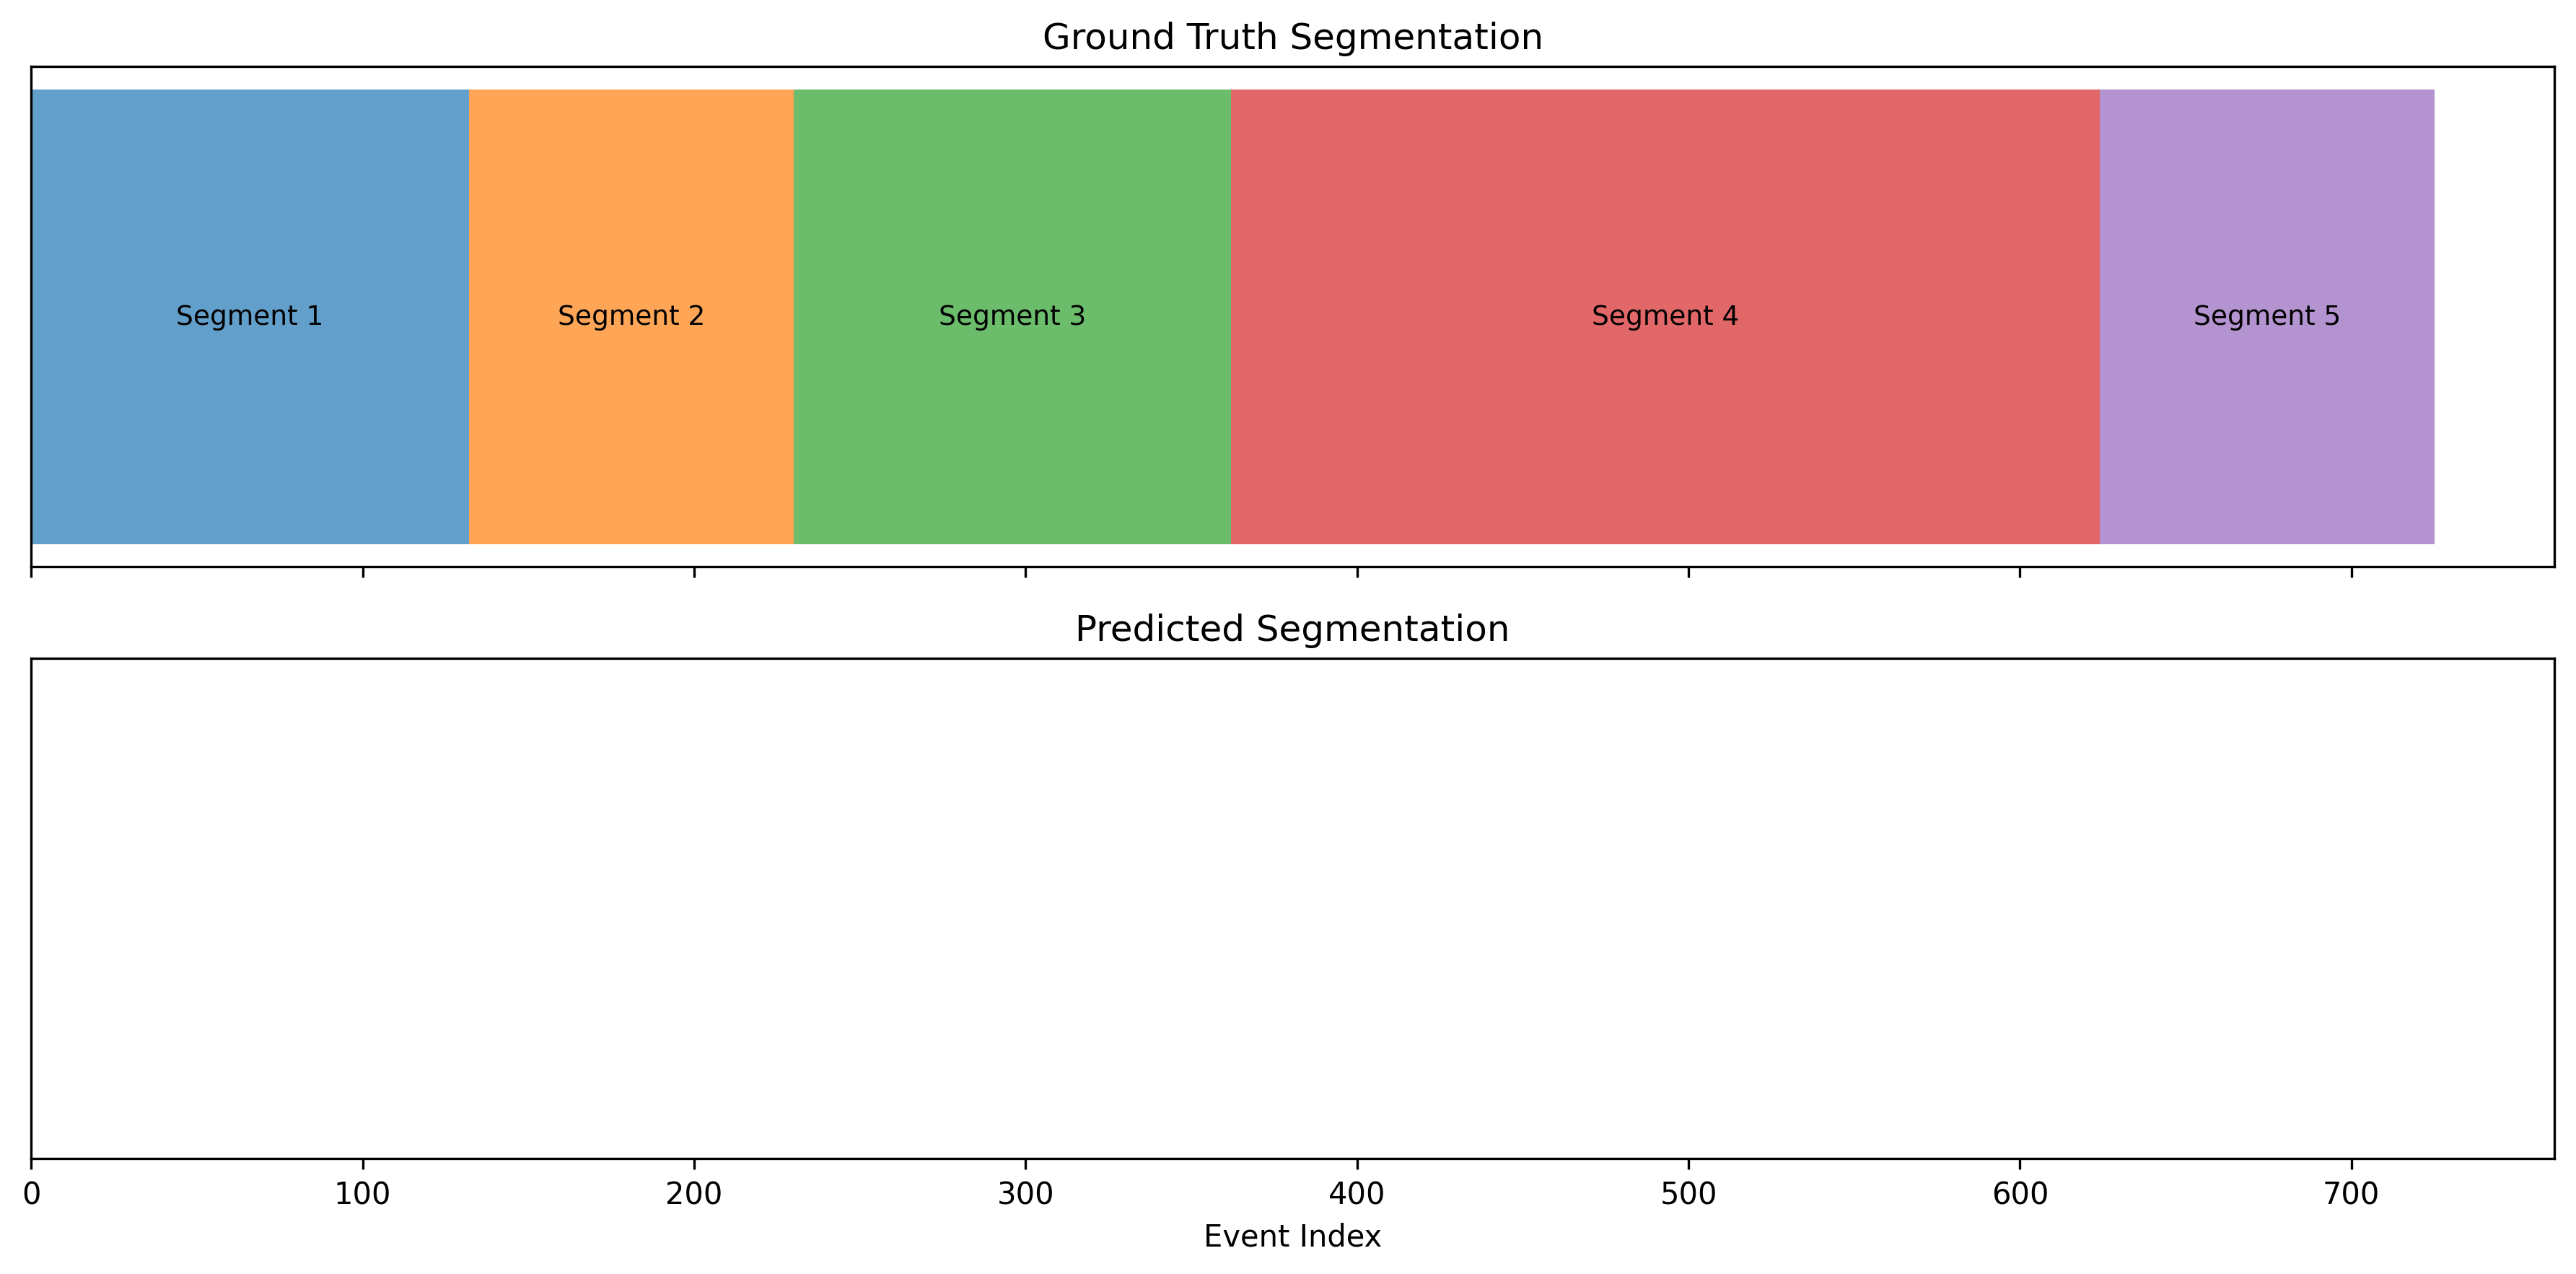 Ground Truth Segmentation
Segment 1 Segment 2 Segment 3 Segment 4 Segment 5
Predicted Segmentation
0 100 200 300 400 500 600 700
Event Index